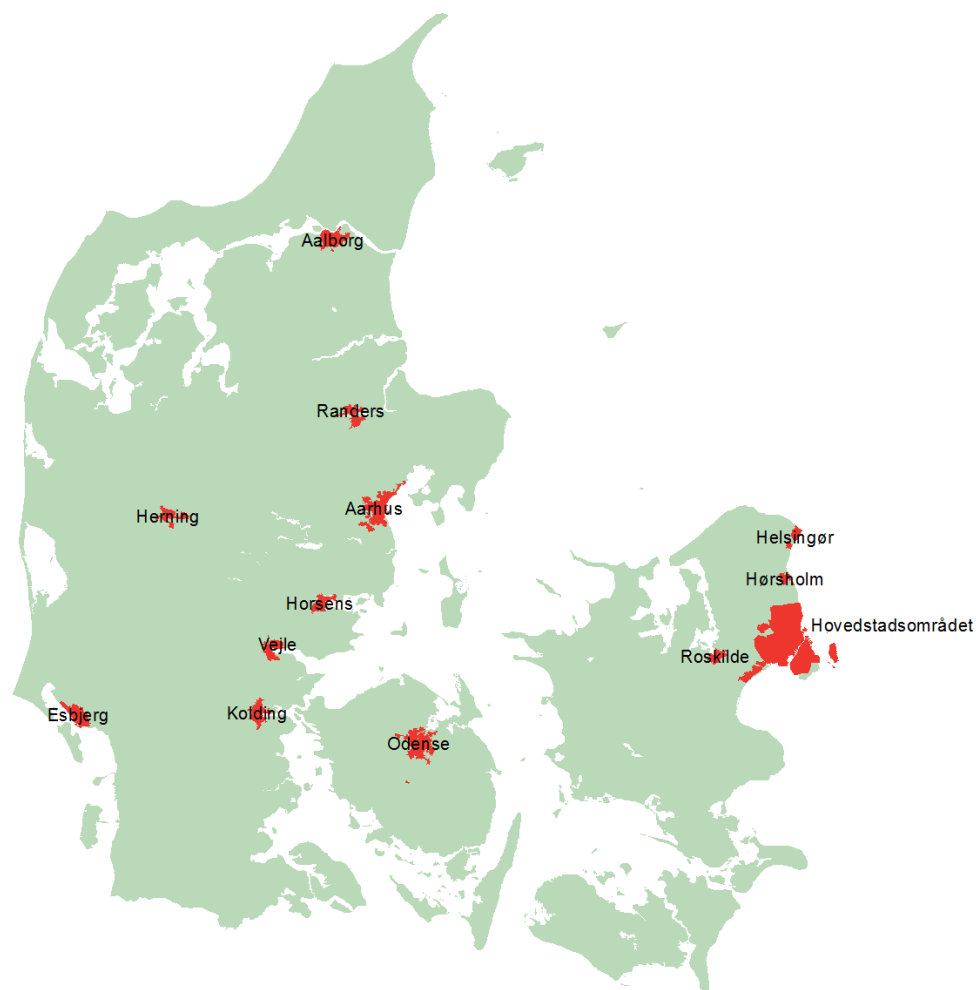 Aalborg
Randers
Aarhus
Herning
Helsingør
Hørsholm
Horsens
Hovedstadsområdet
Vejle
Roskilde
Esbjerg
Kolding
Odense